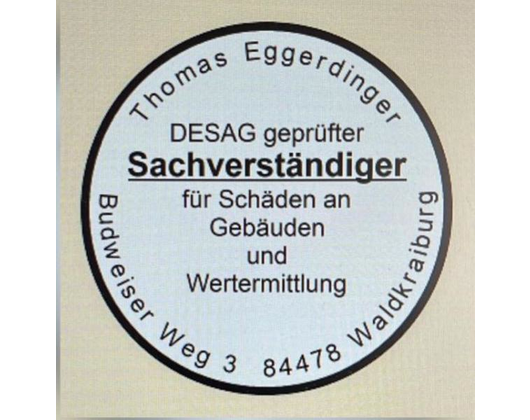 Thomas Eggerdinger
DESAG geprüfter
Sachverständiger
für Schäden an
Gebäuden
und
Wertermittlung
Budweiser Weg 3 84478 Waldkraiburg